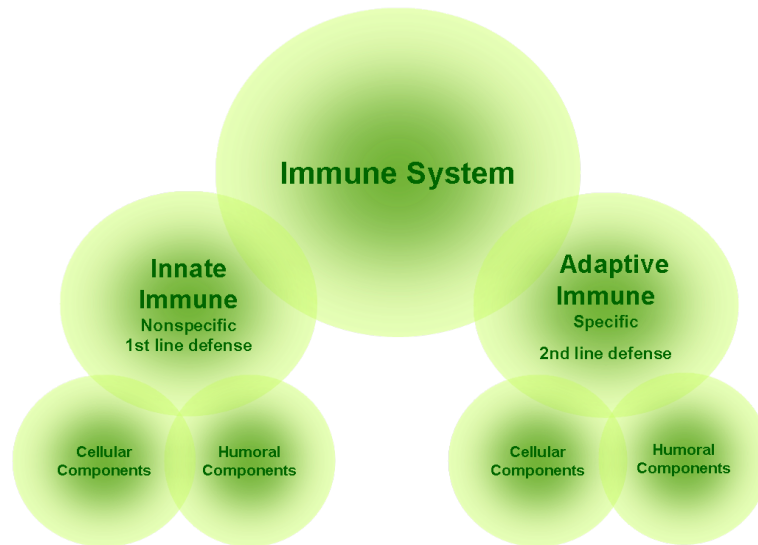 Immune System
Innate
Immune
Nonspecific
1st line defense
Adaptive
Immune
Specific
2nd line defense
Cellular
Components
Humoral
Components
Cellular
Components
Humoral
Components